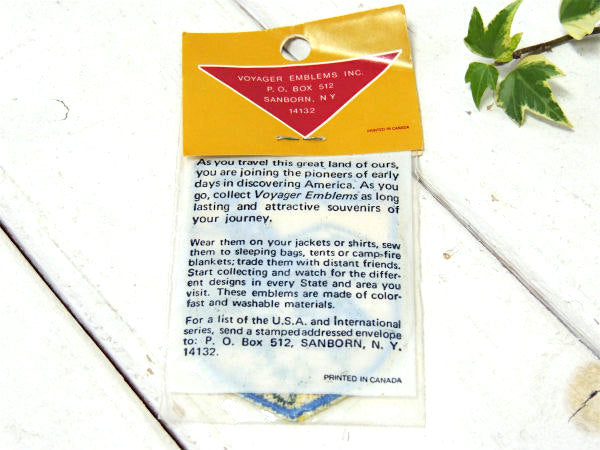 VOYAGER EMBLEMS INC.
P. O. BOX 512
SANBORN, N Y
14132
PRINTED IN CANADA
As you travel this great land of ours,
you are joining the pioneers of early
days in discovering America. As you
go, collect Voyager Emblems as long
lasting and attractive souvenirs of
your journey.
Wear them on your jackets or shirts, sew
them to sleeping bags, tents or camp-fire
blankets; trade them with distant friends.
Start collecting and watch for the differ-
ent designs in every State and area you
visit. These emblems are made of color-
fast and washable materials.
For a list of the U.S.A. and International
series, send a stamped addressed envelope
to: P. O. Box 512, SANBORN, N. Y.
14132.
PRINTED IN CANADA